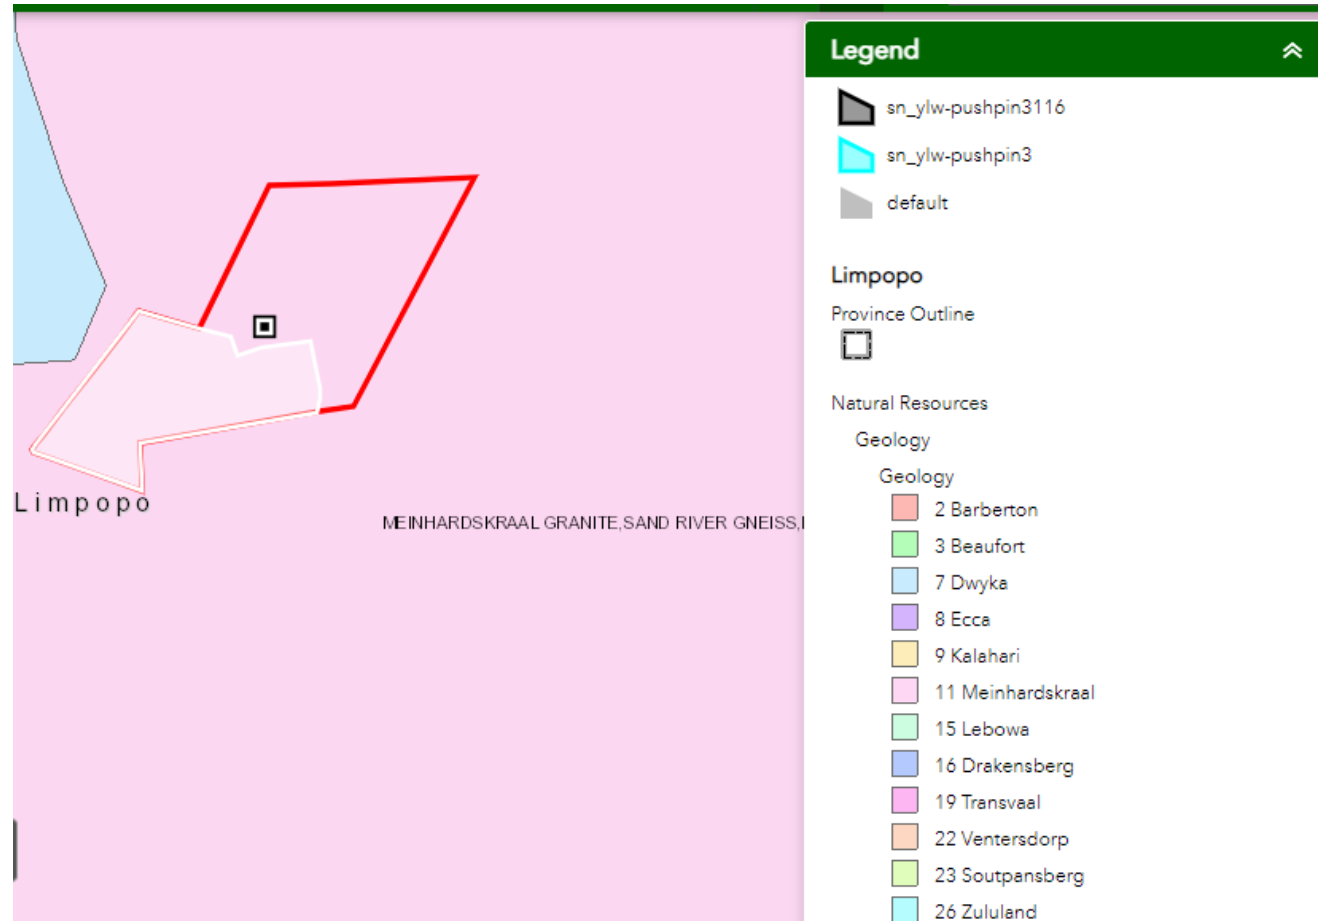 Limpopo
MEINHARDSKRAAL GRANITE,SAND RIVER GNEISS,
Legend
sn_ylw-pushpin3116
sn_ylw-pushpin3
default
Limpopo
Province Outline
Natural Resources
Geology
Geology
2 Barberton
3 Beaufort
7 Dwyka
8 Ecca
9 Kalahari
11 Meinhardskraal
15 Lebowa
16 Drakensberg
19 Transvaal
22 Ventersdorp
23 Soutpansberg
26 Zululand